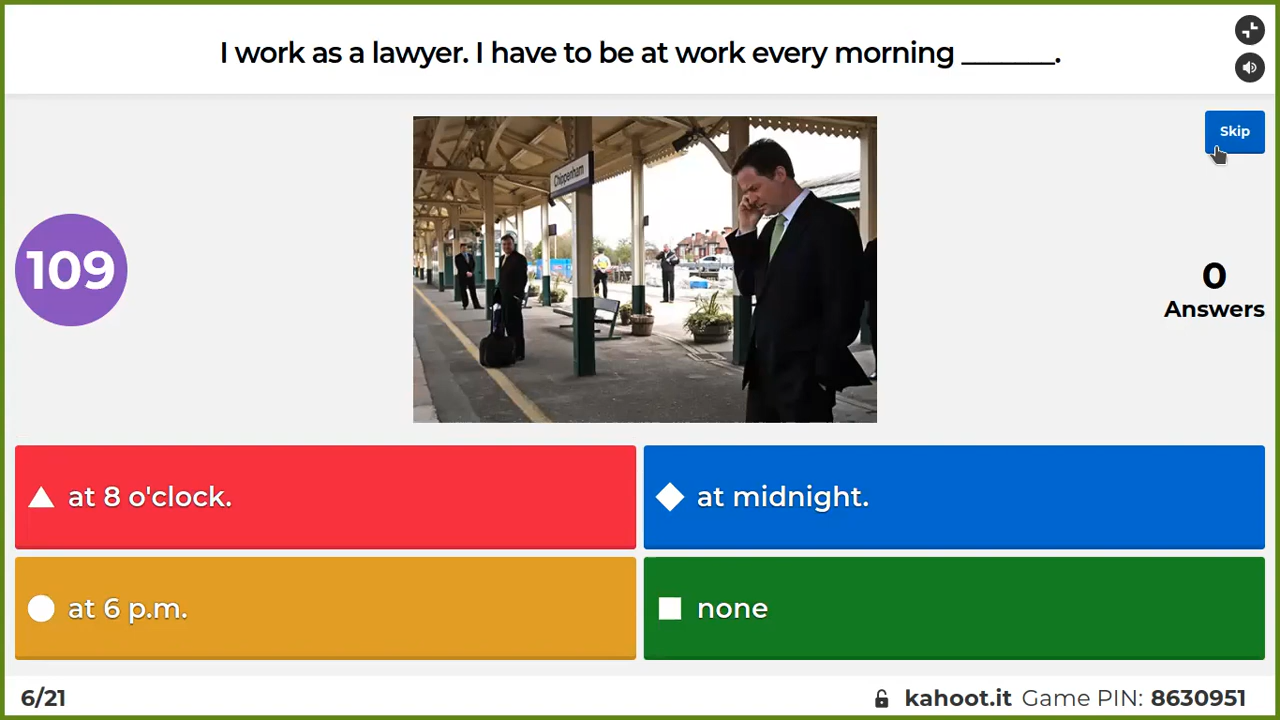 I work as a lawyer. I have to be at work every morning _______.
Skip
Chippenham
109
0
Answers
at 8 o'clock.
at midnight.
at 6 p.m.
none
6/21
kahoot.it Game PIN: 8630951